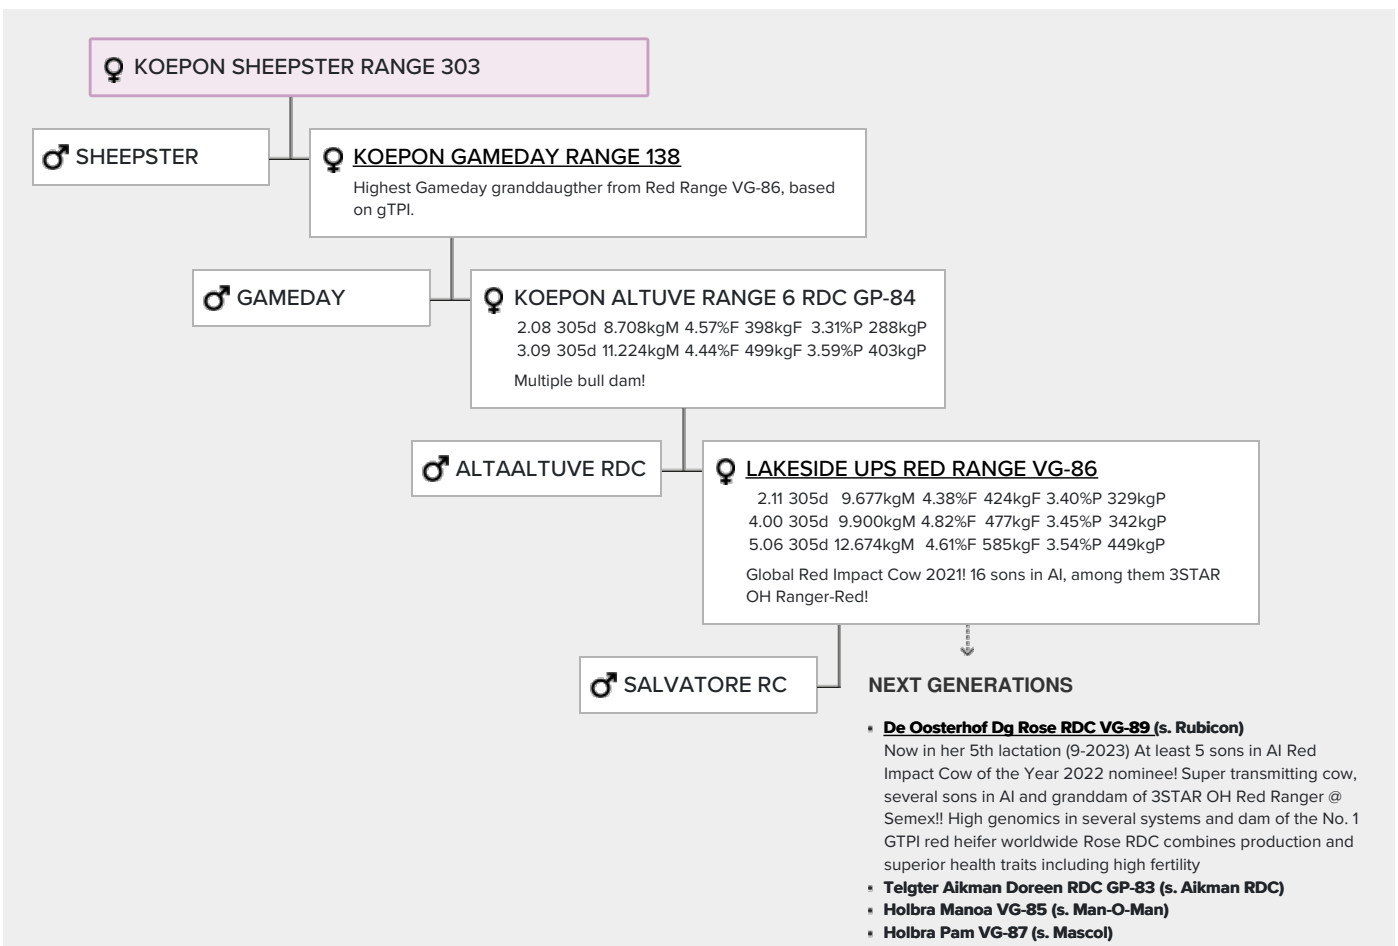 KOEPON SHEEPSTER RANGE 303
SHEEPSTER
KOEPON GAMEDAY RANGE 138
Highest Gameday granddaugther from Red Range VG-86, based
on gTPI.
GAMEDAY
KOEPON ALTUVE RANGE 6 RDC GP-84
2.08 305d 8.708kgM 4.57%F 398kgF 3.31%P 288kgP
3.09 305d 11.224kgM 4.44%F 499kgF 3.59%P 403kgP
Multiple bull dam!
ALTAALTUVE RDC
LAKESIDE UPS RED RANGE VG-86
2.11 305d 9.677kgM 4.38%F 424kgF 3.40%P 329kgP
4.00 305d 9.900kgM 4.82%F 477kgF 3.45%P 342kgP
5.06 305d 12.674kgM 4.61%F 585kgF 3.54%P 449kgP
Global Red Impact Cow 2021! 16 sons in AI, among them 3STAR
OH Ranger-Red!
SALVATORE RC
NEXT GENERATIONS
De Oosterhof Dg Rose RDC VG-89 (s. Rubicon)
Now in her 5th lactation (9-2023) At least 5 sons in AI Red
Impact Cow of the Year 2022 nominee! Super transmitting cow,
several sons in AI and granddam of 3STAR OH Red Ranger @
Semex!! High genomics in several systems and dam of the No. 1
GTPI red heifer worldwide Rose RDC combines production and
superior health traits including high fertility
Telgter Aikman Doreen RDC GP-83 (s. Aikman RDC)
Holbra Manoa VG-85 (s. Man-O-Man)
Holbra Pam VG-87 (s. Mascol)